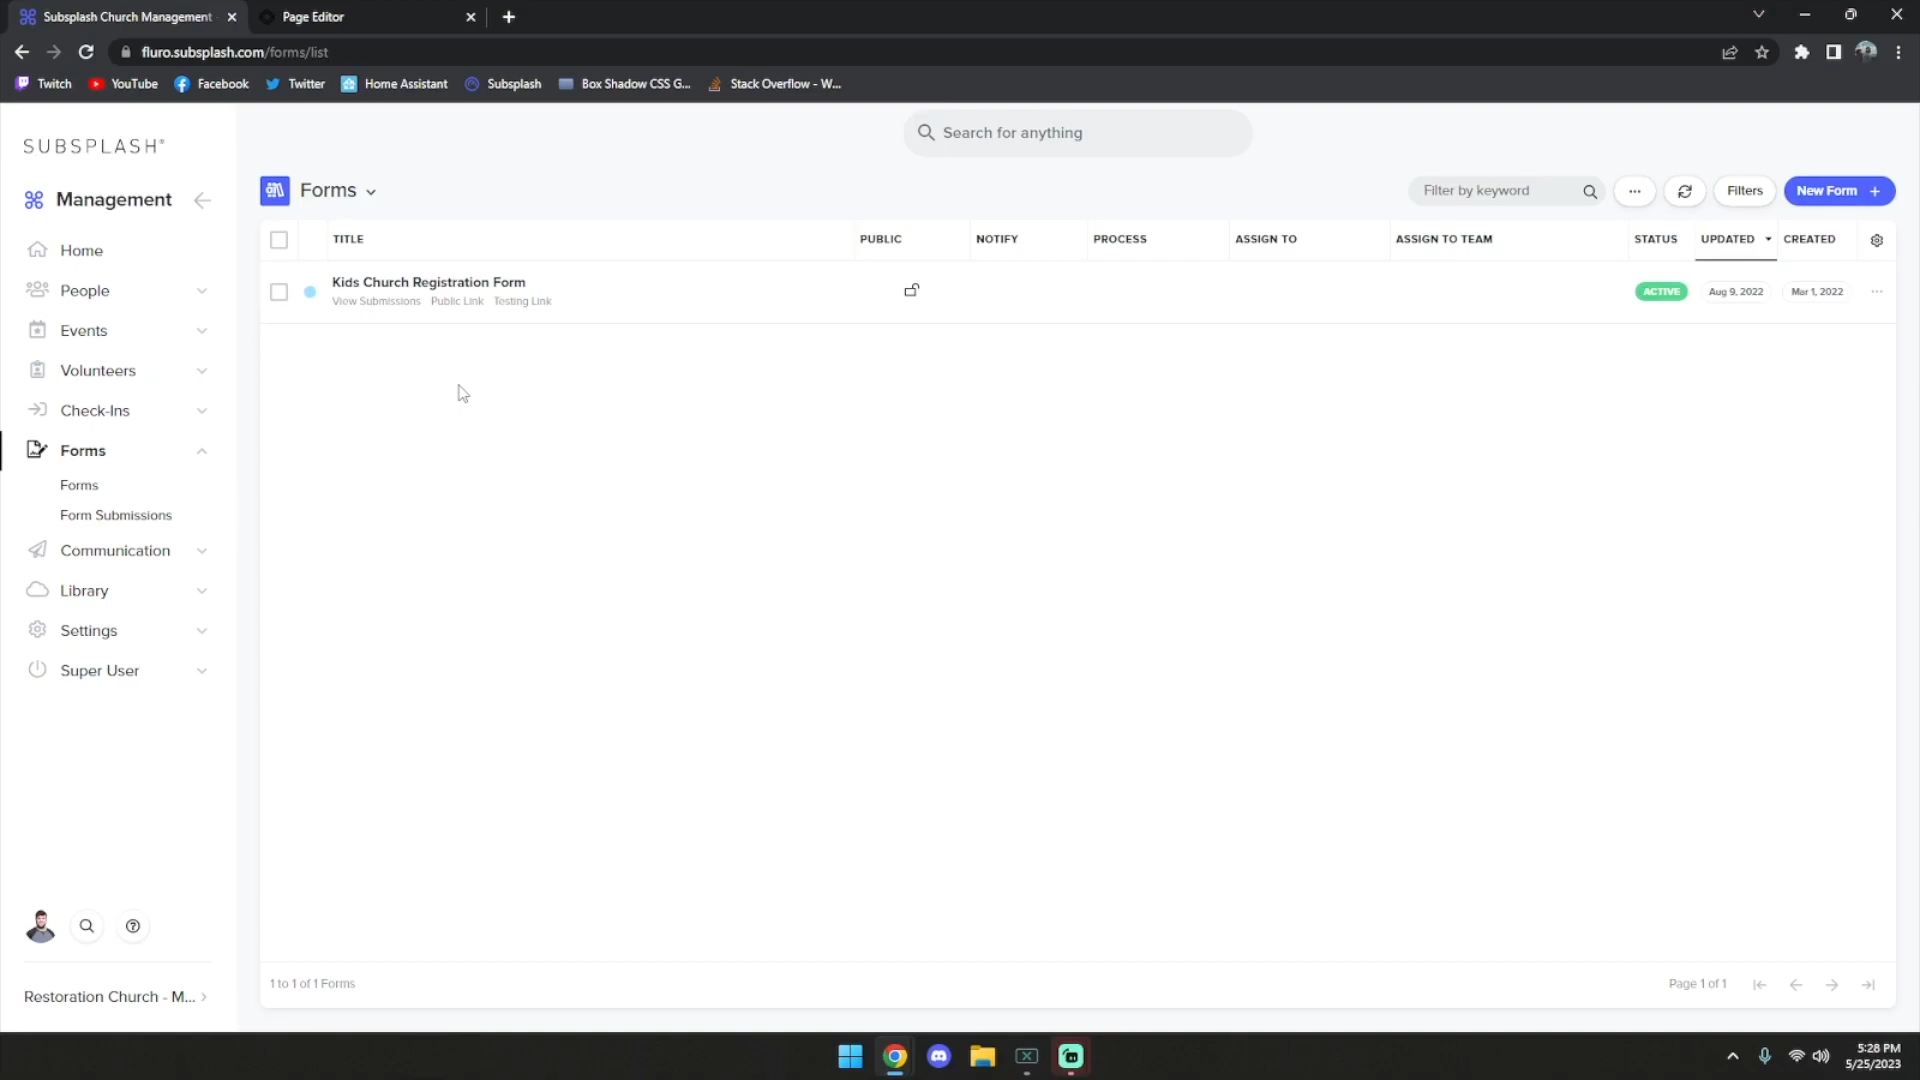 Subsplash Church Management
Page Editor
fluro.subsplash.com/forms/list
Twitch YouTube Facebook Twitter Home Assistant Subsplash Box Shadow CSS G... Stack Overflow - W...
SUBSPLASH
Search for anything
Management
Forms
Filter by keyword
...
Filters
New Form +
TITLE PUBLIC NOTIFY PROCESS ASSIGN TO ASSIGN TO TEAM STATUS UPDATED CREATED
Kids Church Registration Form
View Submissions Public Link Testing Link
ACTIVE Aug 9, 2022 Mar 1, 2022 ...
Home
People
Events
Volunteers
Check-Ins
Forms
Forms
Form Submissions
Communication
Library
Settings
Super User
Restoration Church - M...
1 to 1 of 1 Forms
Page 1 of 1
5:28 PM
5/25/2023